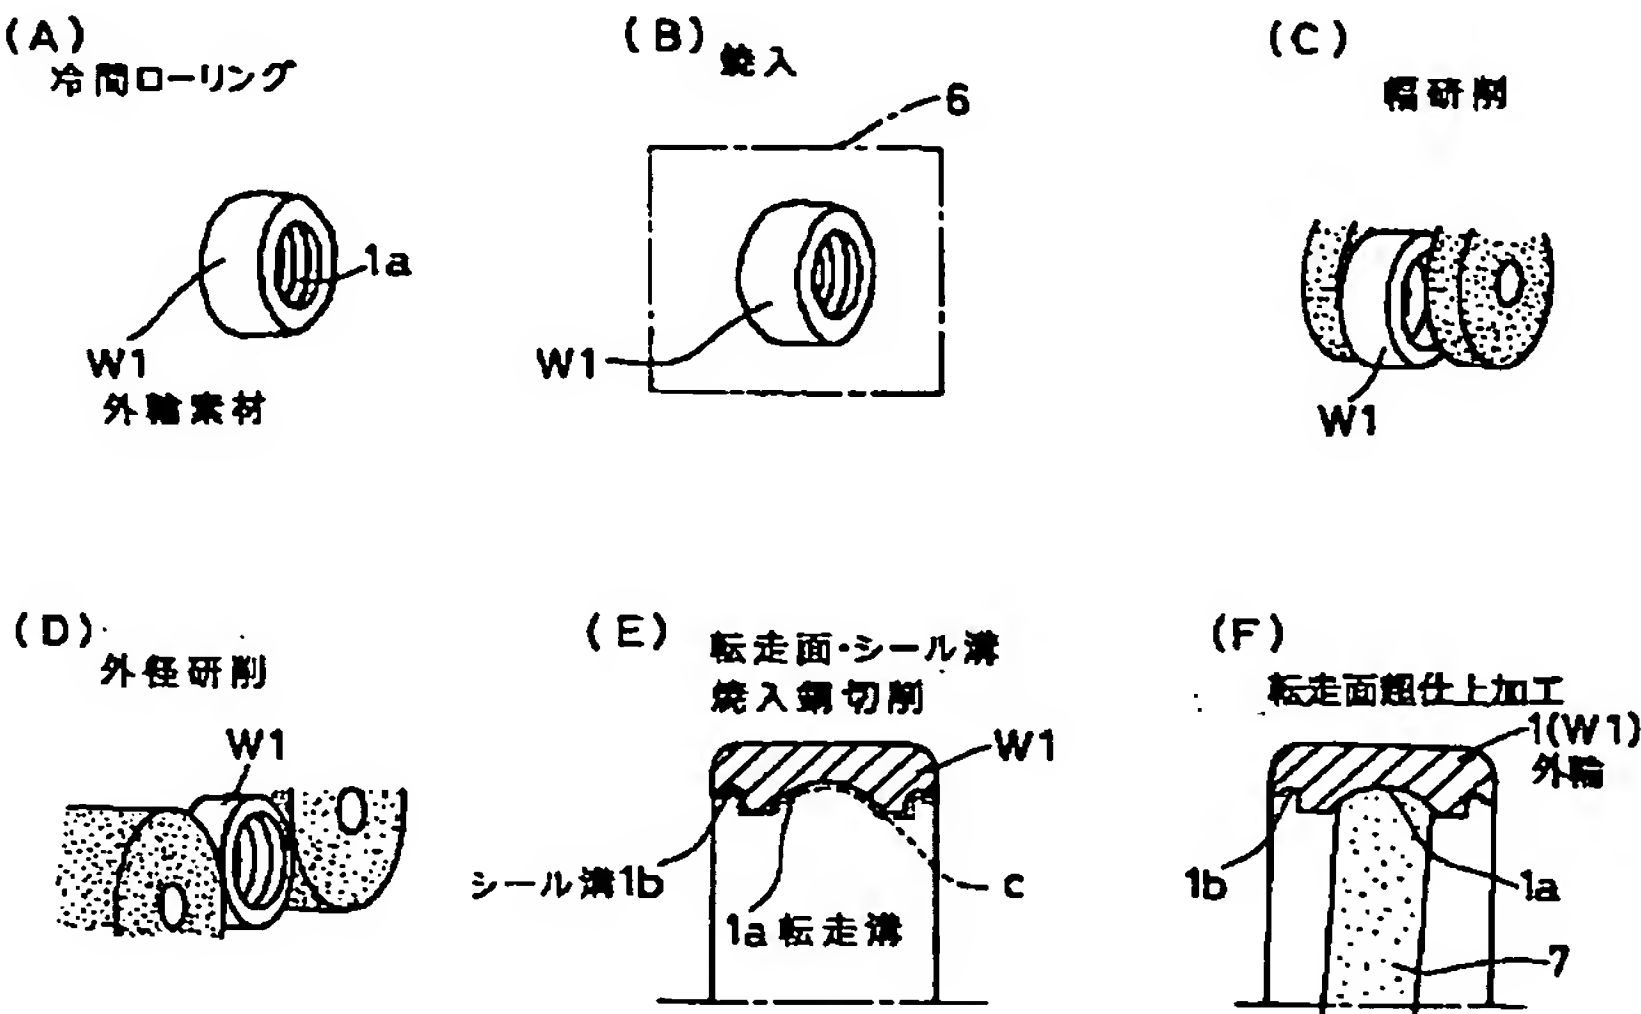 (A)
冷間ローリング
1a
W1
外輪素材
(B)
焼入
6
W1
(C)
幅研削
W1
(D)
外径研削
W1
(E)
転走面・シール溝
焼入鋼切削
W1
シール溝1b
c
1a転走溝
(F)
転走面超仕上加工
1(W1)
外輪
1b
1a
7